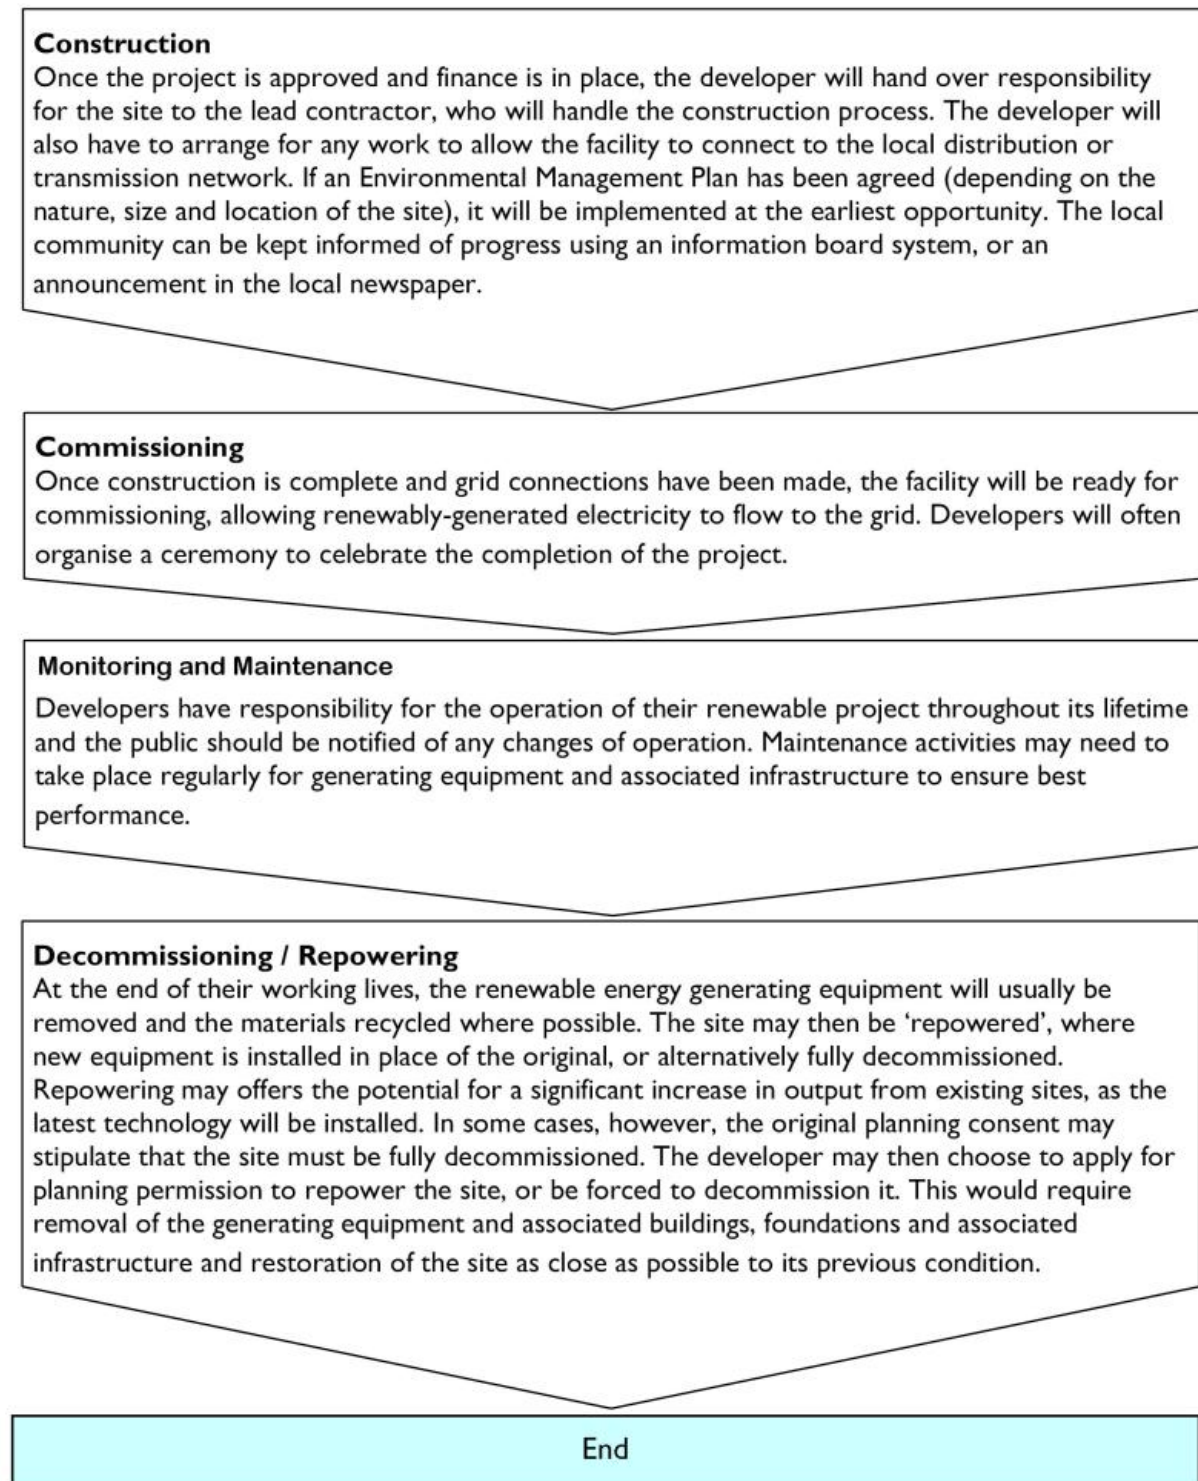 Construction
Once the project is approved and finance is in place, the developer will hand over responsibility
for the site to the lead contractor, who will handle the construction process. The developer will
also have to arrange for any work to allow the facility to connect to the local distribution or
transmission network. If an Environmental Management Plan has been agreed (depending on the
nature, size and location of the site), it will be implemented at the earliest opportunity. The local
community can be kept informed of progress using an information board system, or an
announcement in the local newspaper.
Commissioning
Once construction is complete and grid connections have been made, the facility will be ready for
commissioning, allowing renewably-generated electricity to flow to the grid. Developers will often
organise a ceremony to celebrate the completion of the project.
Monitoring and Maintenance
Developers have responsibility for the operation of their renewable project throughout its lifetime
and the public should be notified of any changes of operation. Maintenance activities may need to
take place regularly for generating equipment and associated infrastructure to ensure best
performance.
Decommissioning / Repowering
At the end of their working lives, the renewable energy generating equipment will usually be
removed and the materials recycled where possible. The site may then be ‘repowered’, where
new equipment is installed in place of the original, or alternatively fully decommissioned.
Repowering may offers the potential for a significant increase in output from existing sites, as the
latest technology will be installed. In some cases, however, the original planning consent may
stipulate that the site must be fully decommissioned. The developer may then choose to apply for
planning permission to repower the site, or be forced to decommission it. This would require
removal of the generating equipment and associated buildings, foundations and associated
infrastructure and restoration of the site as close as possible to its previous condition.
End